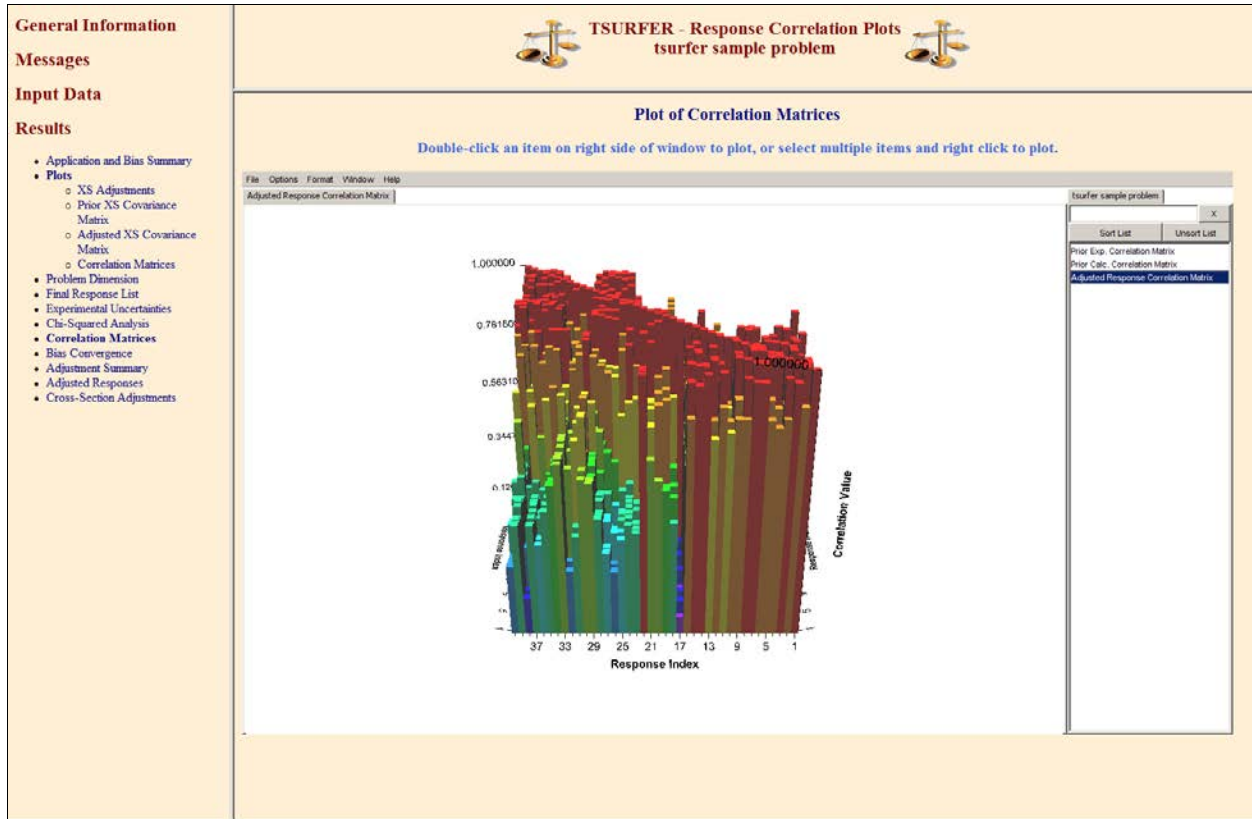 General Information
Messages
Input Data
Results
Application and Bias Summary
Plots
XS Adjustments
Prior XS Covariance
Matrix
Adjusted XS Covariance
Matrix
Correlation Matrices
Problem Dimension
Final Response List
Experimental Uncertainties
Chi-Squared Analysis
Correlation Matrices
Bias Convergence
Adjustment Summary
Adjusted Responses
Cross-Section Adjustments
TSURFER - Response Correlation Plots
tsurfer sample problem
Plot of Correlation Matrices
Double-click an item on right side of window to plot, or select multiple items and right click to plot.
File Options Format Window Help
Adjusted Response Correlation Matrix
tsurfer sample problem
X
Sort List Unsort List
Prior Exp. Correlation Matrix
Prior Calc. Correlation Matrix
Adjusted Response Correlation Matrix
1.000000
0.78150
0.56310
0.344
0.12
1.000000
Correlation Value
37 33 29 25 21 17 13 9 5 1
Response Index